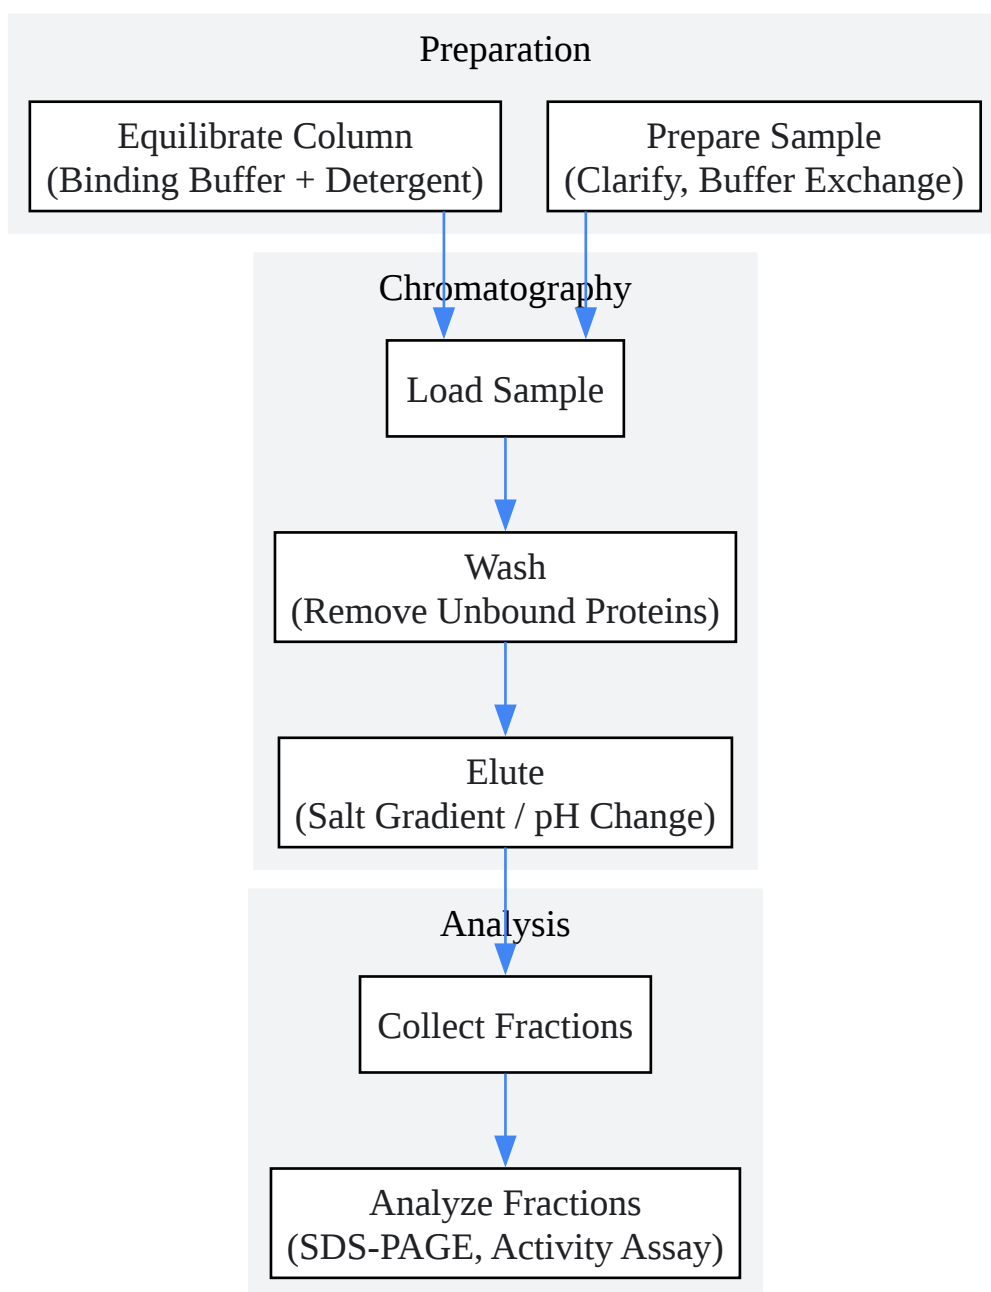 Preparation
Equilibrate Column
(Binding Buffer + Detergent)
Prepare Sample
(Clarify, Buffer Exchange)
Chromatography
Load Sample
Wash
(Remove Unbound Proteins)
Elute
(Salt Gradient / pH Change)
Analysis
Collect Fractions
Analyze Fractions
(SDS-PAGE, Activity Assay)